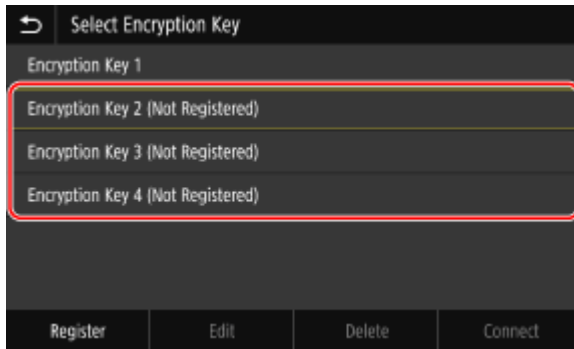 Select Encryption Key
Encryption Key 1
Encryption Key 2 (Not Registered)
Encryption Key 3 (Not Registered)
Encryption Key 4 (Not Registered)
Register Edit Delete Connect